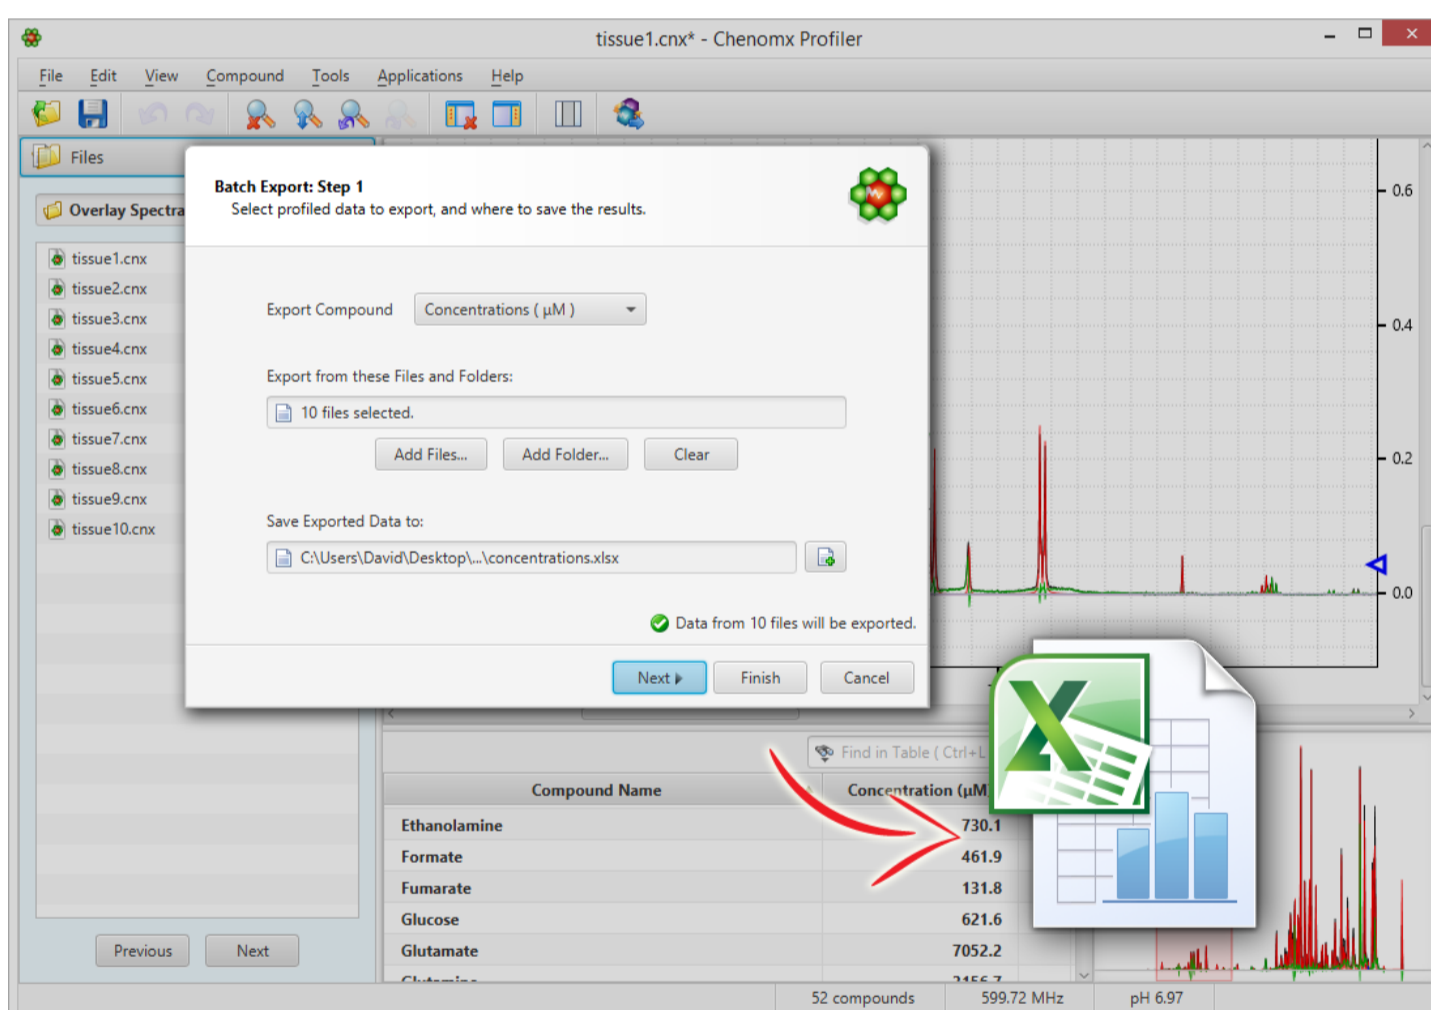 tissue1.cnx* - Chenomx Profiler
File Edit View Compound Tools Applications Help
Files
Overlay Spectra
tissue1.cnx
tissue2.cnx
tissue3.cnx
tissue4.cnx
tissue5.cnx
tissue6.cnx
tissue7.cnx
tissue8.cnx
tissue9.cnx
tissue10.cnx
Previous Next
Batch Export: Step 1
Select profiled data to export, and where to save the results.
Export Compound Concentrations ( µM )
Export from these Files and Folders:
10 files selected.
Add Files... Add Folder... Clear
Save Exported Data to:
C:\Users\David\Desktop\...\concentrations.xlsx
Data from 10 files will be exported.
Next Finish Cancel
0.6
0.4
0.2
0.0
Find in Table ( Ctrl+L
Compound Name Concentration (µM
Ethanolamine 730.1
Formate 461.9
Fumarate 131.8
Glucose 621.6
Glutamate 7052.2
Glutamine 2156.7
52 compounds 599.72 MHz pH 6.97